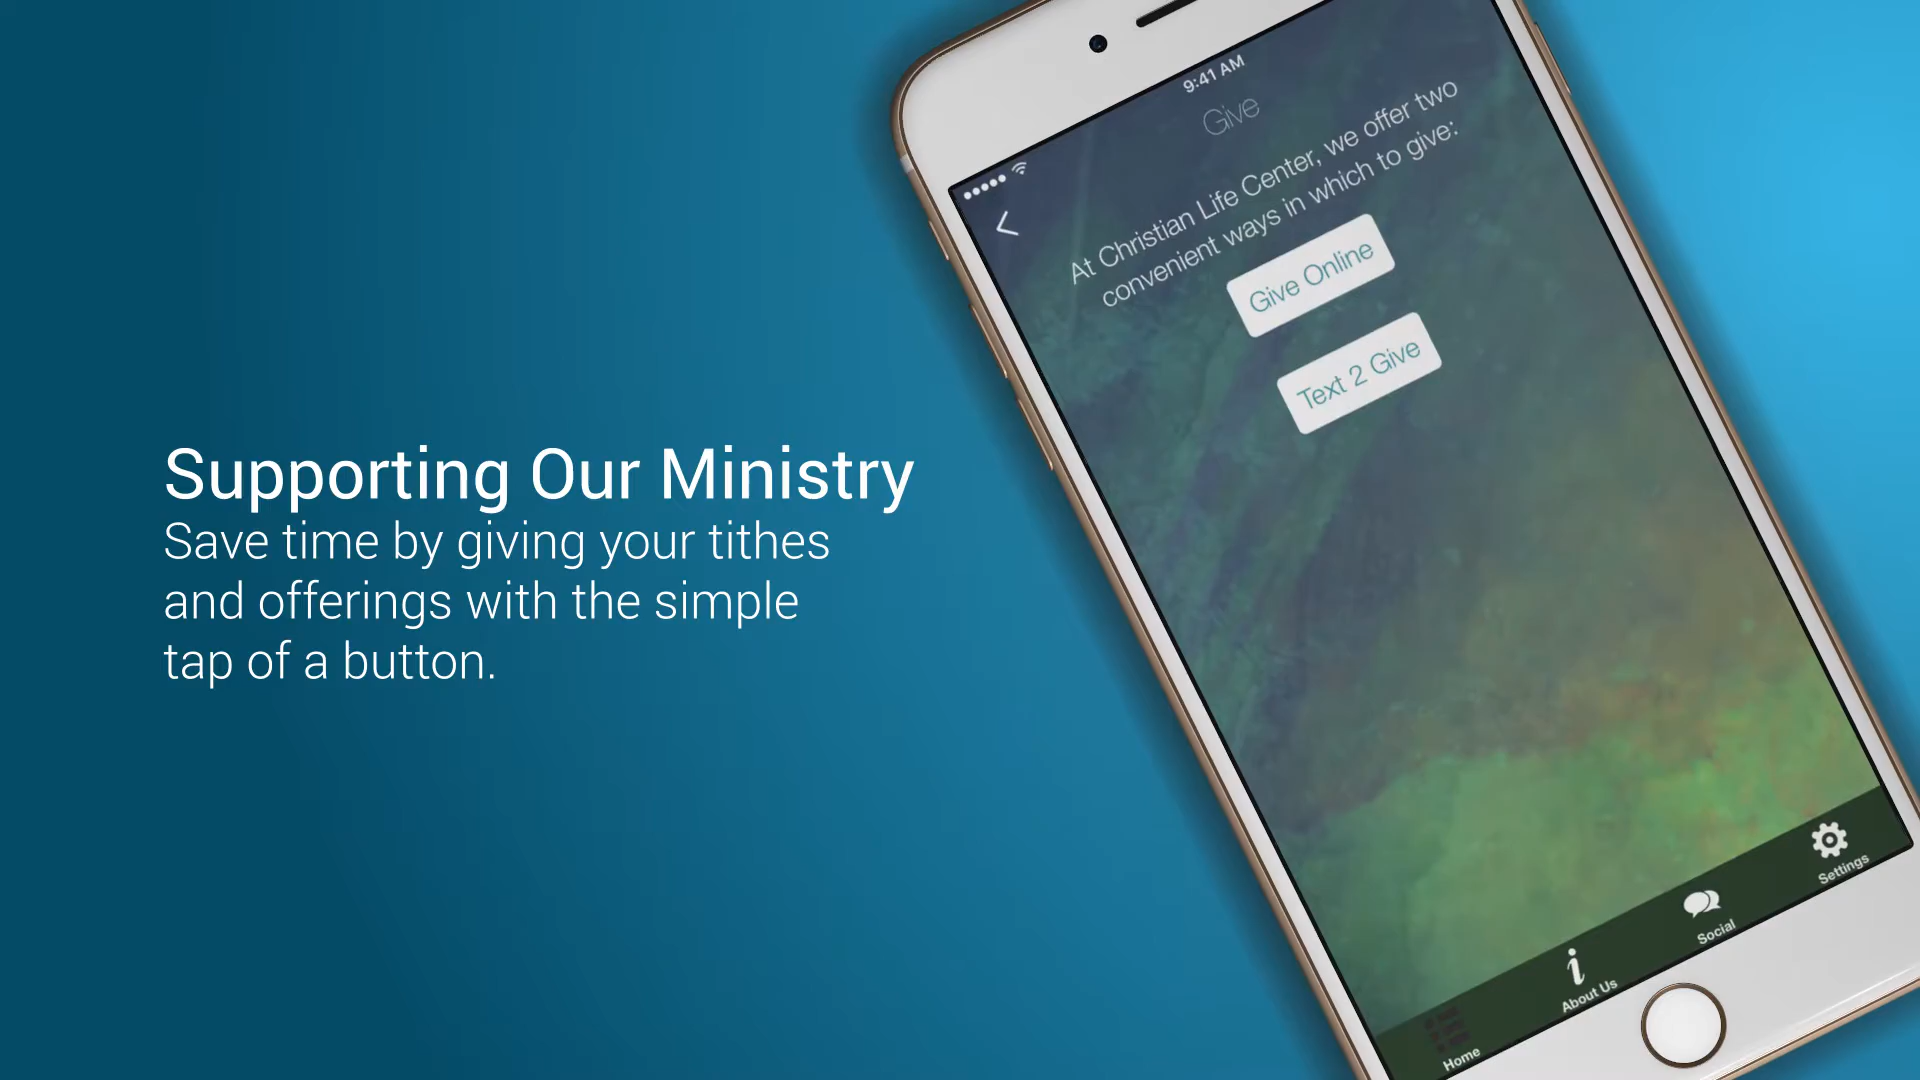 Supporting Our Ministry
Save time by giving your tithes
and offerings with the simple
tap of a button.
9:41 AM
Give
At Christian Life Center, we offer two
convenient ways in which to give:
Give Online
Text 2 Give
Home
About Us
Social
Settings